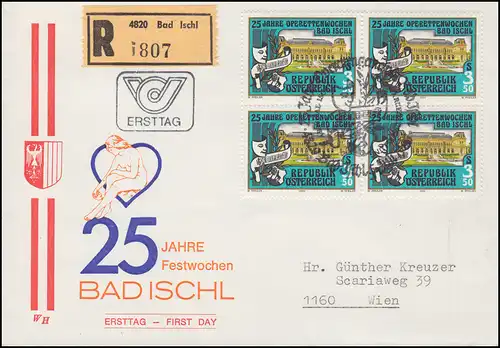 R
4820 Bad Ischl
1807
ERSTTAG
25 JAHRE
Festwochen
BAD ISCHL
ERSTTAG – FIRST DAY
WH
25 JAHRE OPERETTENWOCHEN
BAD ISCHL
S 3 50
REPUBLIK
ÖSTERREICH
25 JAHRE OPERETTENWOCHEN
BAD ISCHL
S 3 50
REPUBLIK
ÖSTERREICH
25 JAHRE OPERETTENWOCHEN
BAD ISCHL
S 3 50
REPUBLIK
ÖSTERREICH
25 JAHRE OPERETTENWOCHEN
BAD ISCHL
S 3 50
REPUBLIK
ÖSTERREICH
Hr. Günther Kreuzer
Scariaweg 39
1160 Wien